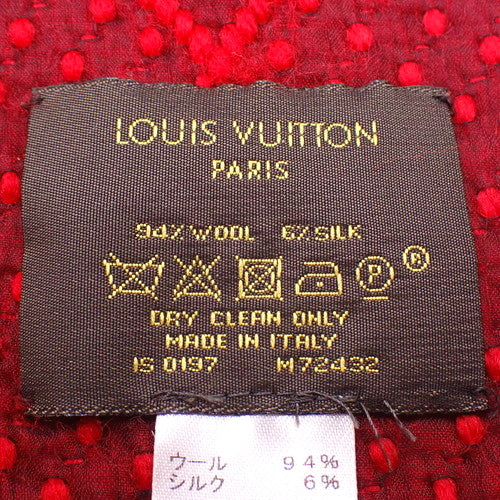 LOUIS VUITTON
PARIS
94% WOOL 6% SILK
P ®
DRY CLEAN ONLY
MADE IN ITALY
IS 0197 M72432
ウール 94%
シルク 6%